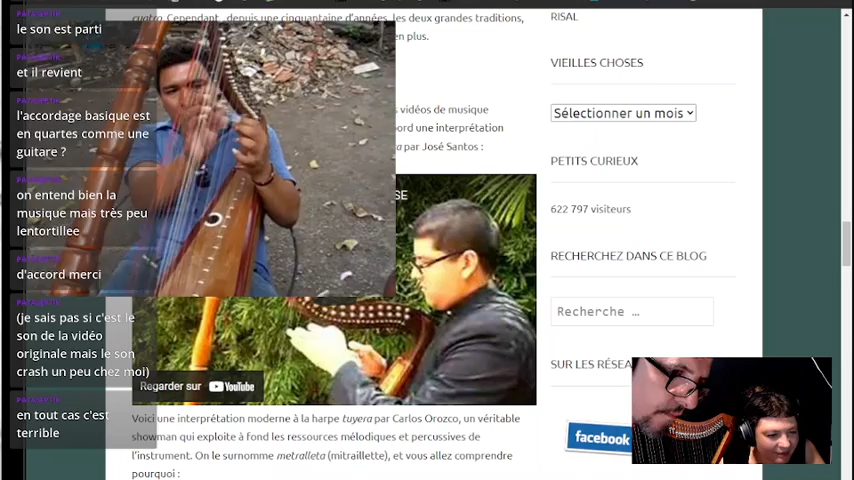 le son est parti
et il revient
l'accordage basique est
en quartes comme une
guitare ?
on entend bien la
musique mais très peu
lentortillee
d'accord merci
(je sais pas si c'est le
son de la vidéo
originale mais le son
crash un peu chez moi)
en tout cas c'est
terrible
cuatro. Cependant , depuis une cinquantaine d'années, les deux grandes traditions,
en plus.
s vidéos de musique
ord une interprétation
a par José Santos :
SE
Regarder sur YouTube
Voici une interprétation moderne à la harpe tuyera par Carlos Orozco, un véritable
showman qui exploite à fond les ressources mélodiques et percussives de
l'instrument. On le surnomme metralleta (mitraillette), et vous allez comprendre
pourquoi :
RISAL
VIEILLES CHOSES
Sélectionner un mois
PETITS CURIEUX
622 797 visiteurs
RECHERCHEZ DANS CE BLOG
Recherche …
SUR LES RÉSEA
facebook